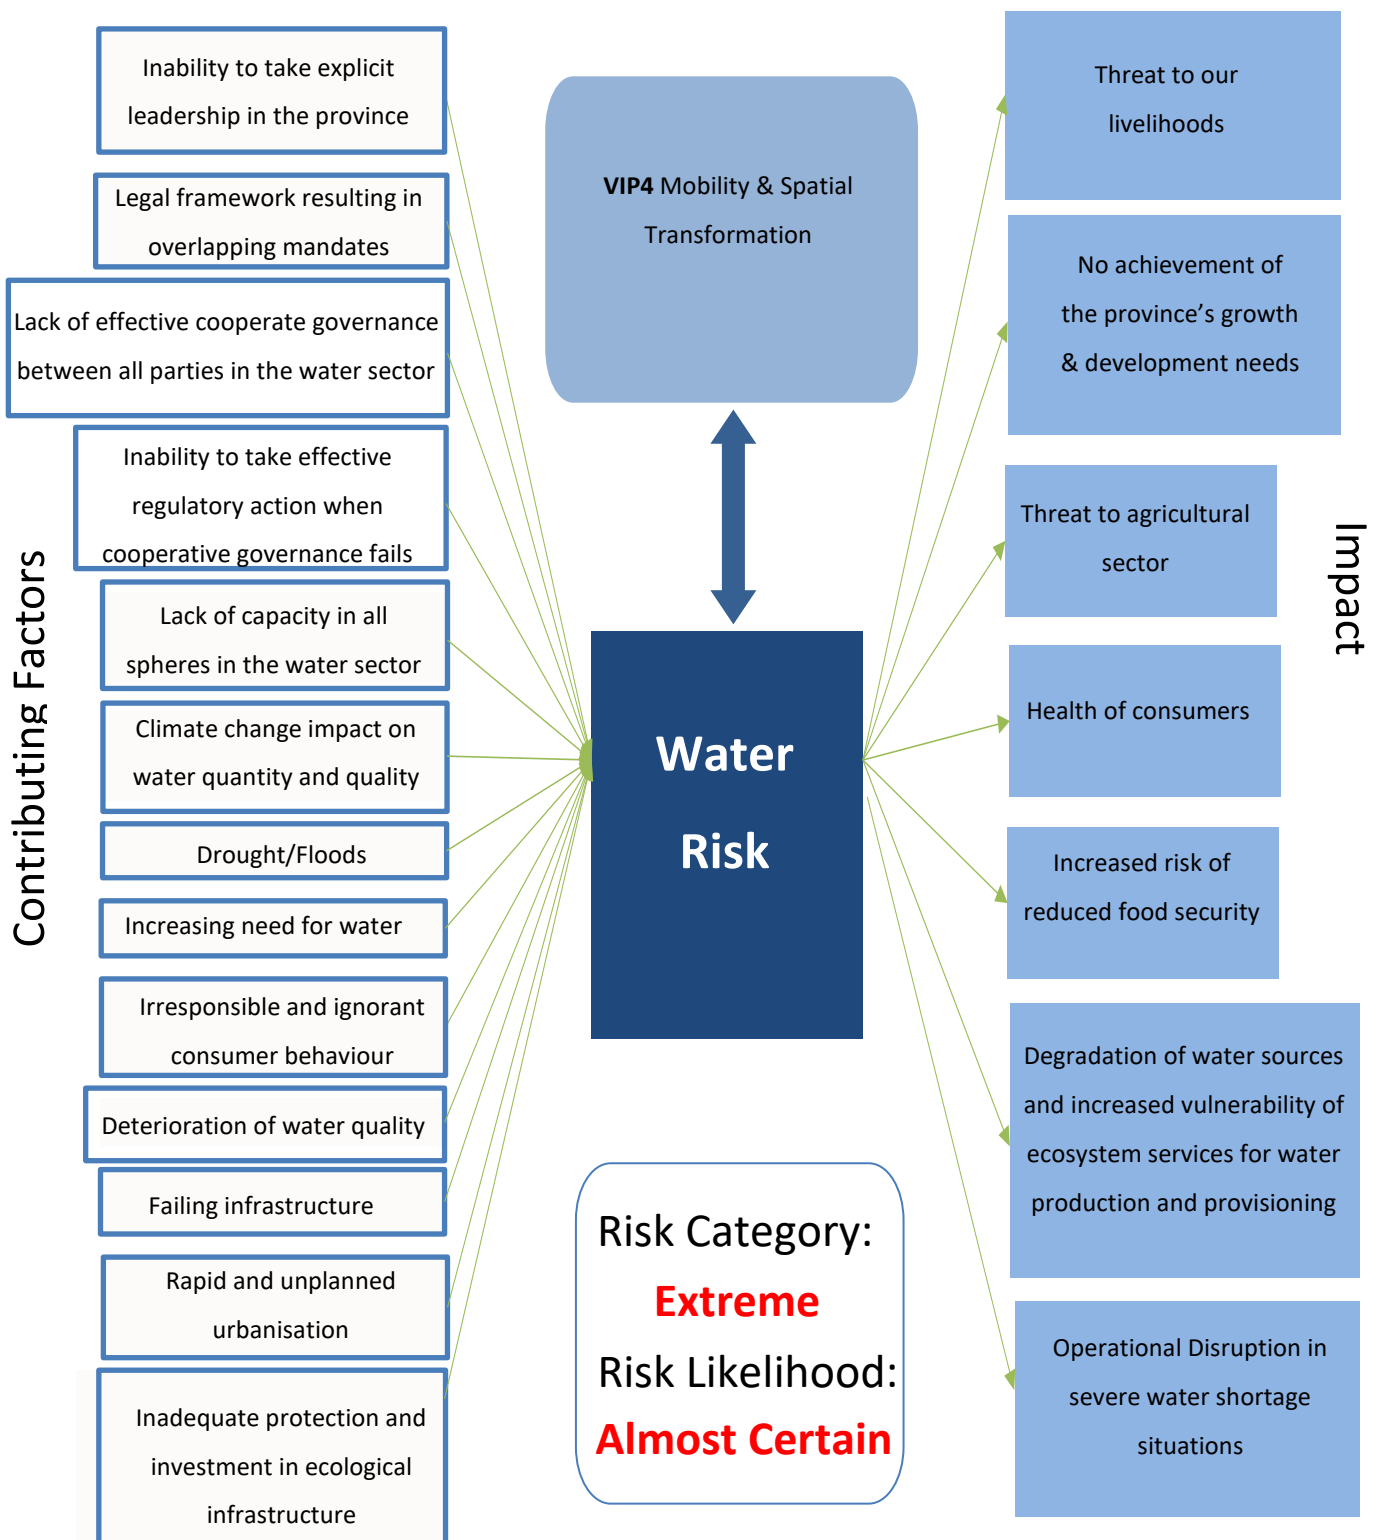 Contributing Factors
Inability to take explicit
leadership in the province
Legal framework resulting in
overlapping mandates
Lack of effective cooperate governance
between all parties in the water sector
Inability to take effective
regulatory action when
cooperative governance fails
Lack of capacity in all
spheres in the water sector
Climate change impact on
water quantity and quality
Drought/Floods
Increasing need for water
Irresponsible and ignorant
consumer behaviour
Deterioration of water quality
Failing infrastructure
Rapid and unplanned
urbanisation
Inadequate protection and
investment in ecological
infrastructure
VIP4 Mobility & Spatial
Transformation
Water
Risk
Risk Category:
Extreme
Risk Likelihood:
Almost Certain
Threat to our
livelihoods
No achievement of
the province’s growth
& development needs
Threat to agricultural
sector
Health of consumers
Increased risk of
reduced food security
Degradation of water sources
and increased vulnerability of
ecosystem services for water
production and provisioning
Operational Disruption in
severe water shortage
situations
Impact